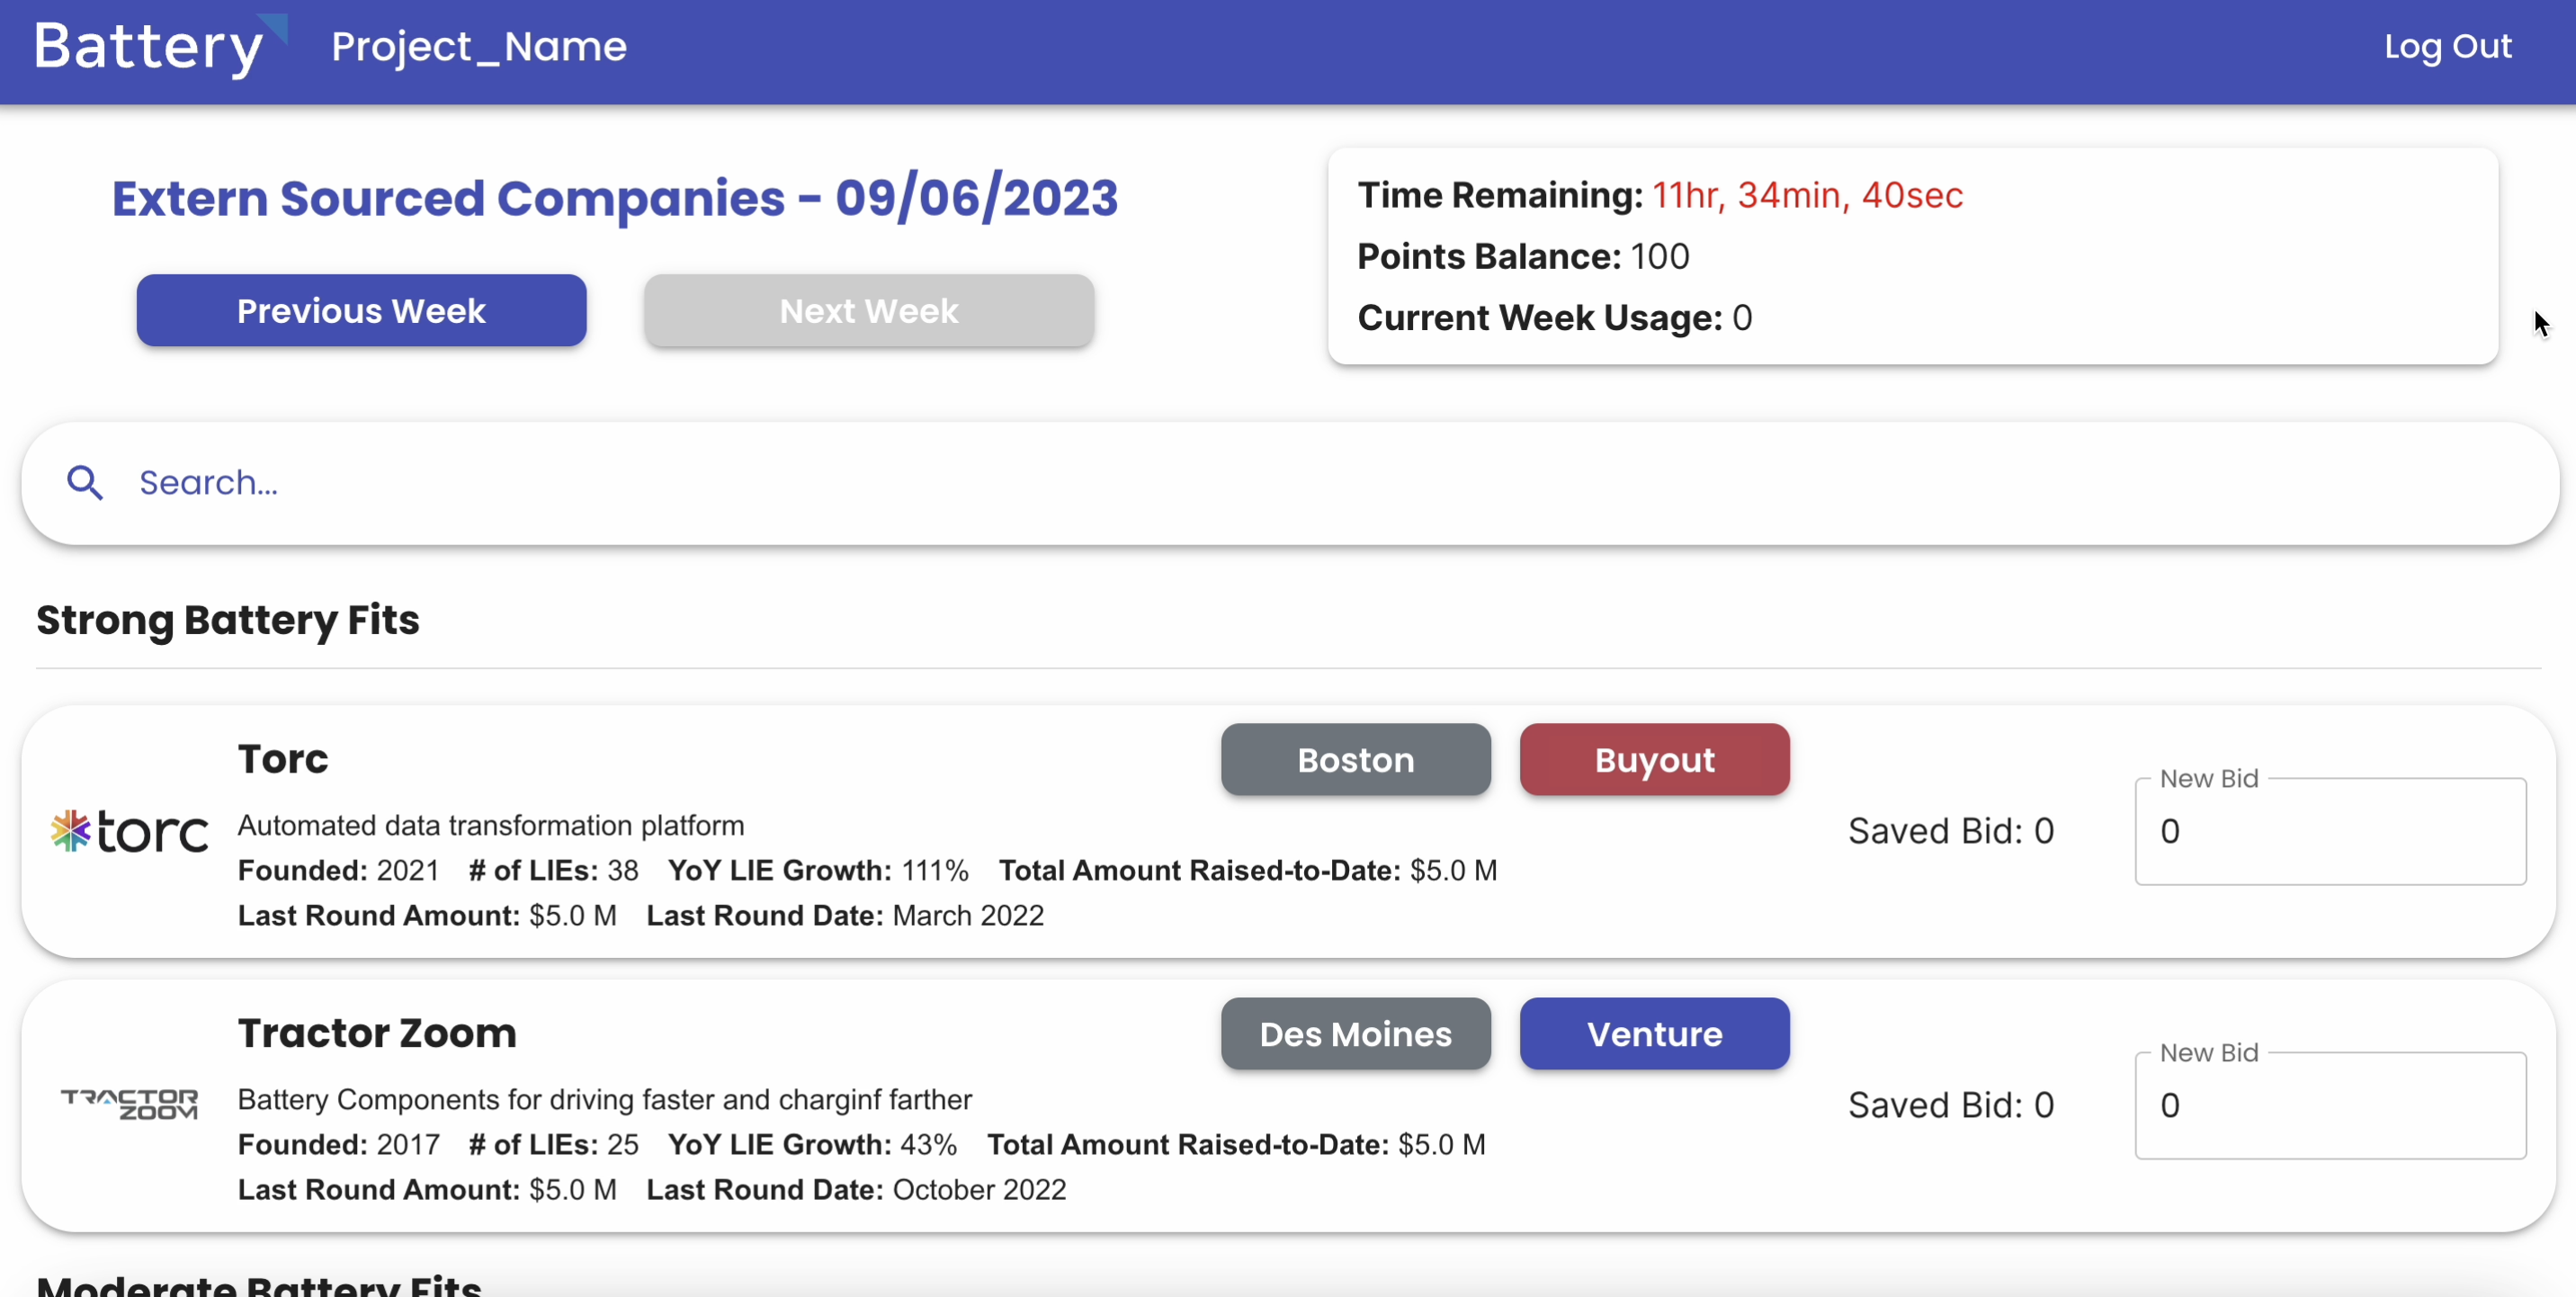 Battery Project_Name Log Out
Extern Sourced Companies - 09/06/2023
Previous Week Next Week
Time Remaining: 11hr, 34min, 40sec
Points Balance: 100
Current Week Usage: 0
Search...
Strong Battery Fits
Torc
Boston Buyout
torc
Automated data transformation platform
Founded: 2021 # of LIEs: 38 YoY LIE Growth: 111% Total Amount Raised-to-Date: $5.0 M
Last Round Amount: $5.0 M Last Round Date: March 2022
Saved Bid: 0
New Bid
0
Tractor Zoom
Des Moines Venture
TRACTOR
ZOOM
Battery Components for driving faster and charginf farther
Founded: 2017 # of LIEs: 25 YoY LIE Growth: 43% Total Amount Raised-to-Date: $5.0 M
Last Round Amount: $5.0 M Last Round Date: October 2022
Saved Bid: 0
New Bid
0
Moderate Battery Fits